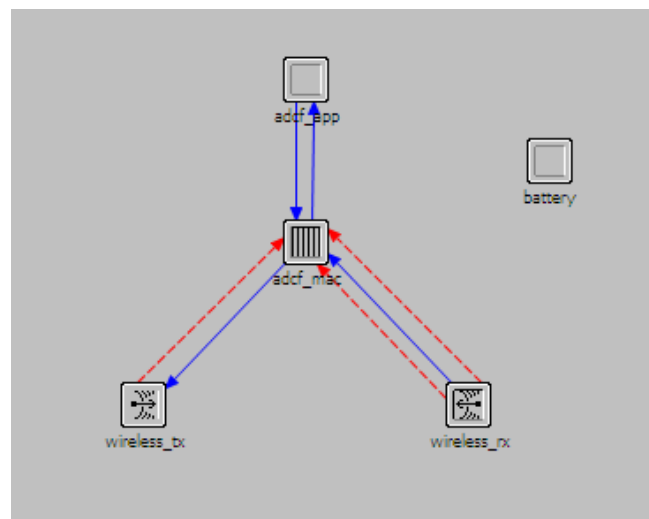 adcf_app
battery
adcf_mac
wireless_tx
wireless_rx